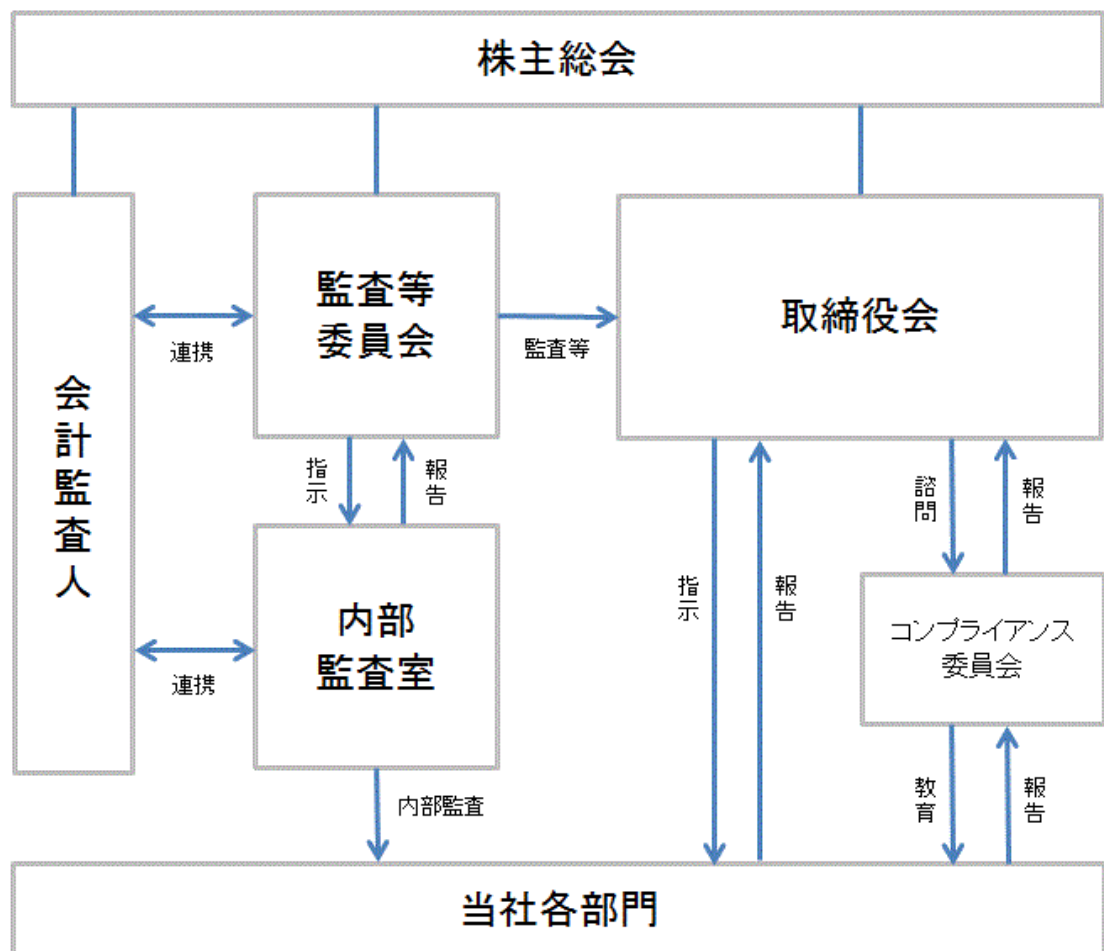 株主総会
会計監査人
監査等
委員会
取締役会
連携
監査等
指示
報告
諮問
報告
指示
報告
内部
監査室
コンプライアンス
委員会
連携
内部監査
教育
報告
当社各部門